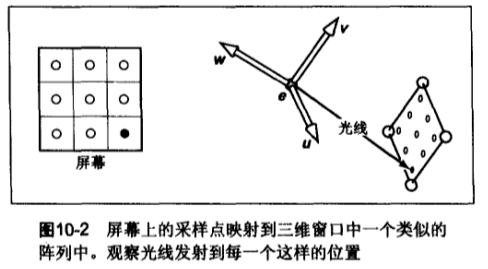 v
w
e
光线
屏幕
u
图10-2 屏幕上的采样点映射到三维窗口中一个类似的
阵列中。观察光线发射到每一个这样的位置